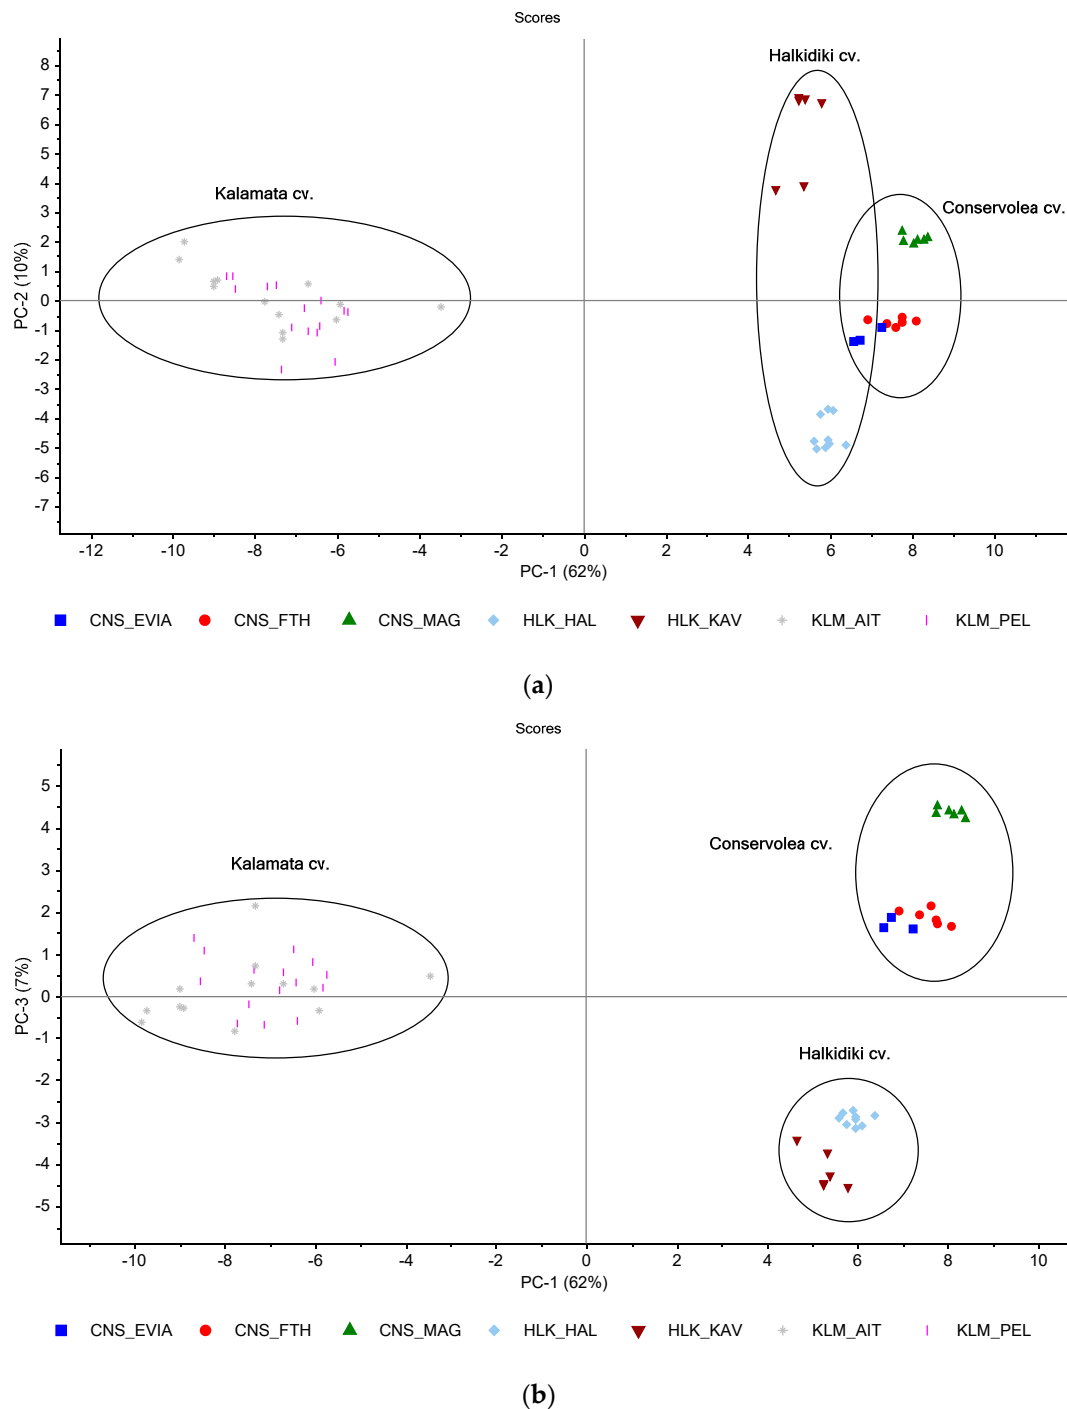 Scores
Halkidiki cv.
Kalamata cv.
Conservolea cv.
PC-2 (10%)
8
7
6
5
4
3
2
1
0
-1
-2
-3
-4
-5
-6
-7
-12 -10 -8 -6 -4 -2 0 2 4 6 8 10
PC-1 (62%)
CNS_EVIA CNS_FTH CNS_MAG HLK_HAL HLK_KAV KLM_AIT KLM_PEL
(a)
Scores
Conservolea cv.
Kalamata cv.
Halkidiki cv.
PC-3 (7%)
5
4
3
2
1
0
-1
-2
-3
-4
-5
-10 -8 -6 -4 -2 0 2 4 6 8 10
PC-1 (62%)
CNS_EVIA CNS_FTH CNS_MAG HLK_HAL HLK_KAV KLM_AIT KLM_PEL
(b)